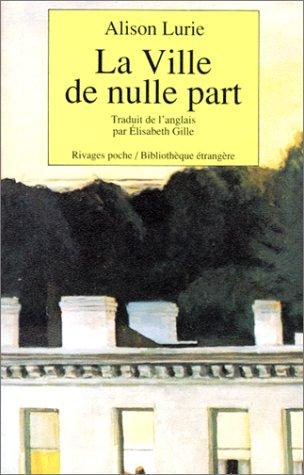 Alison Lurie
La Ville
de nulle part
Traduit de l'anglais
par Élisabeth Gille
Rivages poche / Bibliothèque étrangère